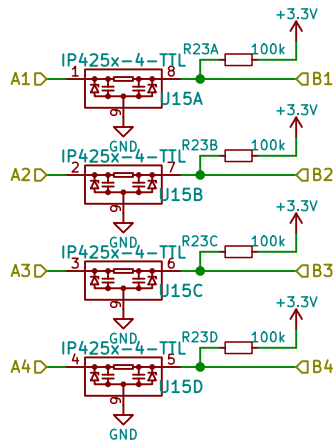 +3.3V
R23A 100k
IP425x-4-TTL
A1 1 8 B1
U15A
9
GND
+3.3V
R23B 100k
IP425x-4-TTL
A2 2 7 B2
U15B
9
GND
+3.3V
R23C 100k
IP425x-4-TTL
A3 3 6 B3
U15C
9
GND
+3.3V
R23D 100k
IP425x-4-TTL
A4 4 5 B4
U15D
9
GND